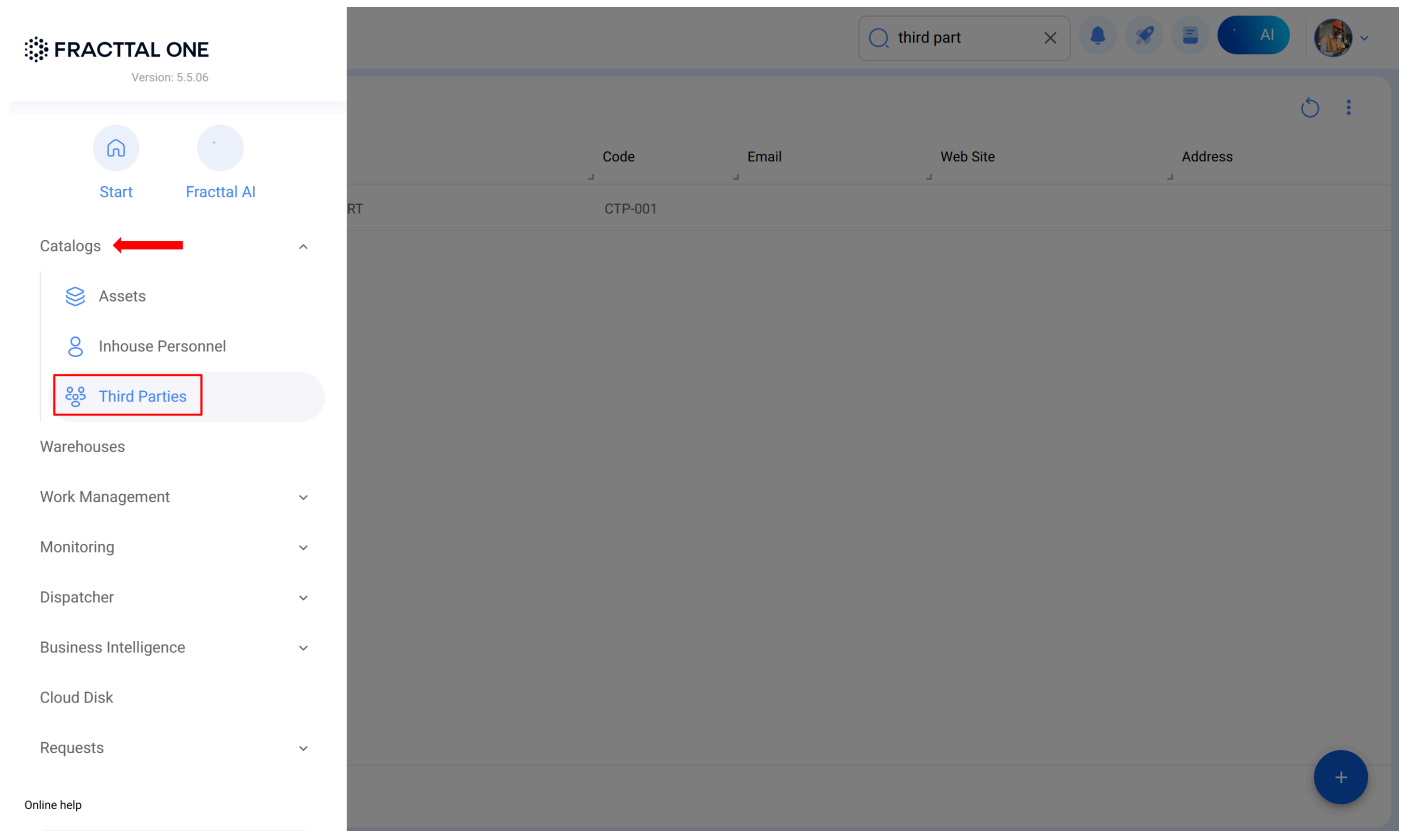 FRACTTAL ONE
Version: 5.5.06
third part
AI
Start
Fracttal AI
Catalogs
Assets
Inhouse Personnel
Third Parties
Warehouses
Work Management
Monitoring
Dispatcher
Business Intelligence
Cloud Disk
Requests
Online help
Code Email Web Site Address
RT CTP-001